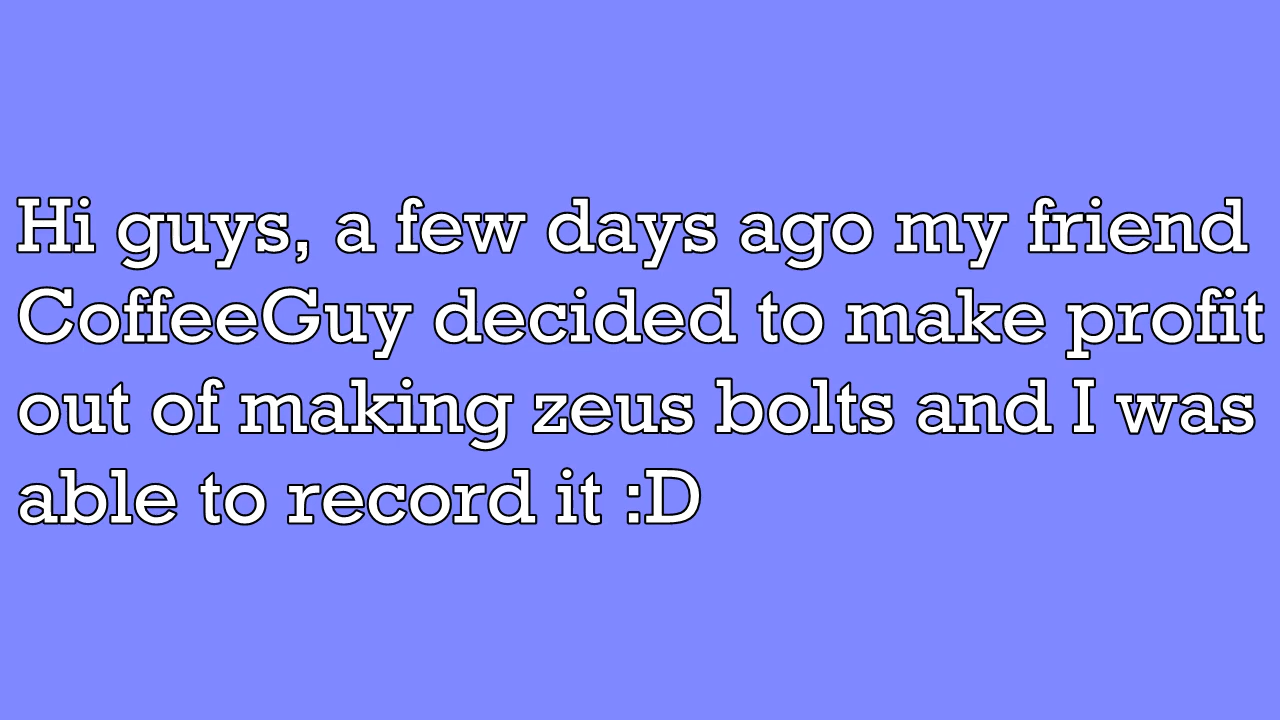 Hi guys, a few days ago my friend
CoffeeGuy decided to make profit
out of making zeus bolts and I was
able to record it :D